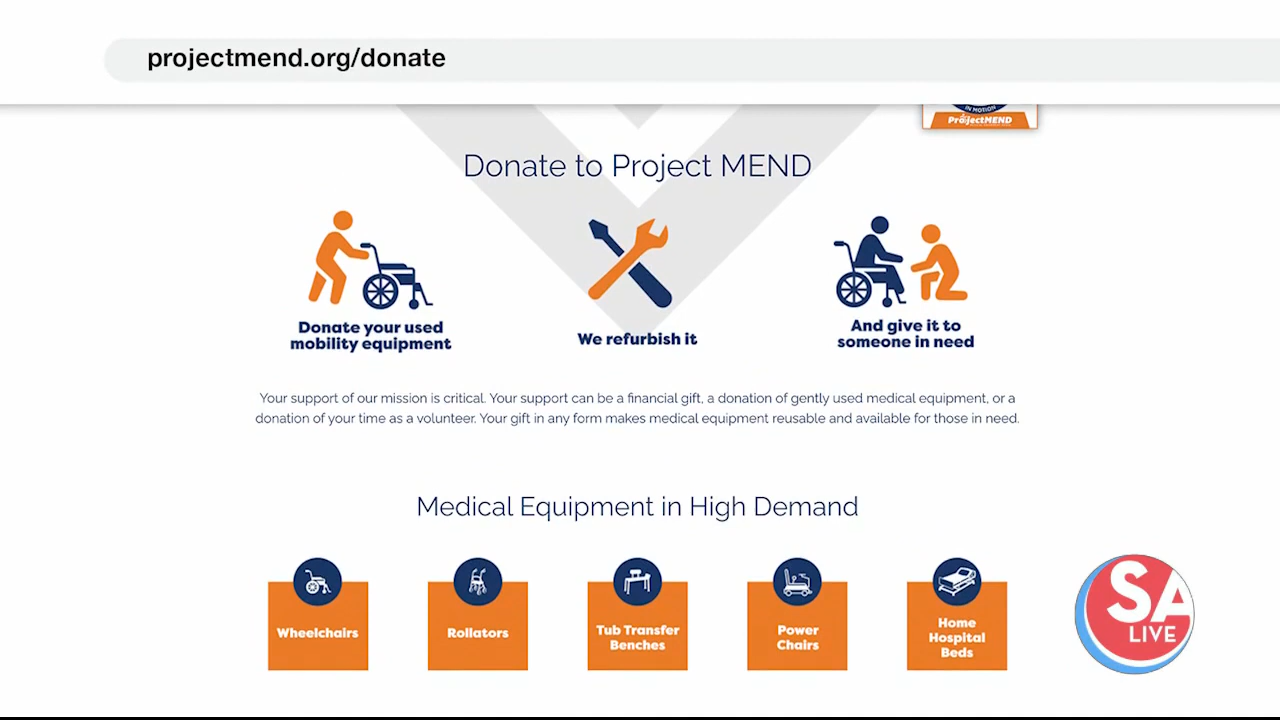 projectmend.org/donate
IN MOTION
ProjectMEND
Donate to Project MEND
Donate your used
mobility equipment
We refurbish it
And give it to
someone in need
Your support of our mission is critical. Your support can be a financial gift, a donation of gently used medical equipment, or a
donation of your time as a volunteer. Your gift in any form makes medical equipment reusable and available for those in need.
Medical Equipment in High Demand
Wheelchairs
Rollators
Tub Transfer
Benches
Power
Chairs
Home
Hospital
Beds
SA
LIVE